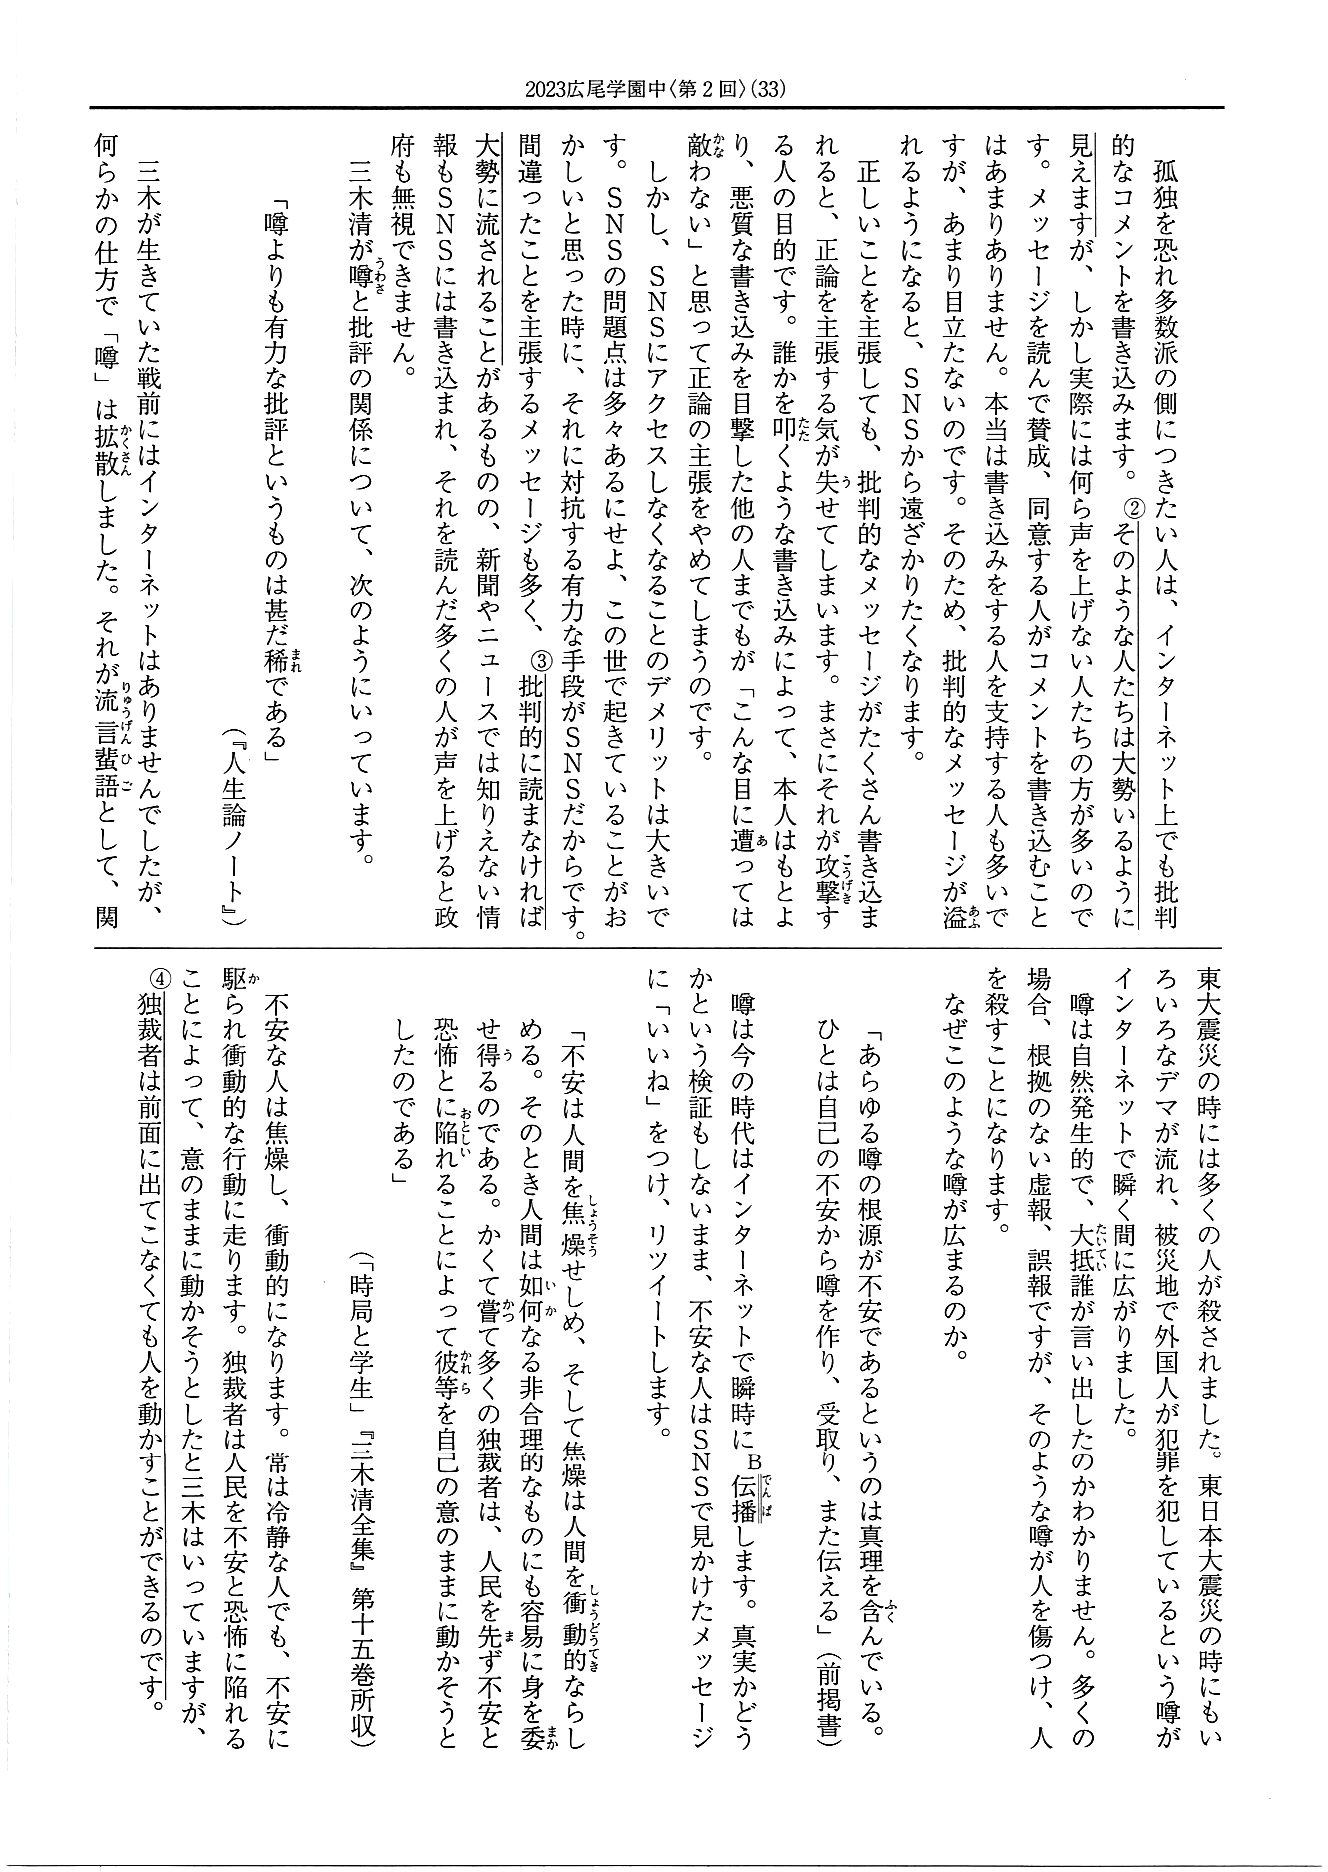 2023広尾学園中〈第2回〉(33)
孤独を恐れ多数派の側につきたい人は、インターネット上でも批判
的なコメントを書き込みます。②そのような人たちは大勢いるように
見えますが、しかし実際には何ら声を上げない人たちの方が多いので
す。メッセージを読んで賛成、同意する人がコメントを書き込むこと
はあまりありません。本当は書き込みをする人を支持する人も多いで
すが、あまり目立たないのです。そのため、批判的なメッセージが溢
れるようになると、SNSから遠ざかりたくなります。
正しいことを主張しても、批判的なメッセージがたくさん書き込ま
れると、正論を主張する気が失せてしまいます。まさにそれが攻撃す
る人の目的です。誰かを叩くような書き込みによって、本人はもとよ
り、悪質な書き込みを目撃した他の人までもが「こんな目に遭っては
敵わない」と思って正論の主張をやめてしまうのです。
しかし、SNSにアクセスしなくなることのデメリットは大きいで
す。SNSの問題点は多々あるにせよ、この世で起きていることがお
かしいと思った時に、それに対抗する有力な手段がSNSだからです。
間違ったことを主張するメッセージも多く、③批判的に読まなければ
大勢に流されることがあるものの、新聞やニュースでは知りえない情
報もSNSには書き込まれ、それを読んだ多くの人が声を上げると政
府も無視できません。
三木清が噂と批評の関係について、次のようにいっています。
「噂よりも有力な批評というものは甚だ稀である」
(『人生論ノート』)
三木が生きていた戦前にはインターネットはありませんでしたが、
何らかの仕方で「噂」は拡散しました。それが流言蜚語として、関
東大震災の時には多くの人が殺されました。東日本大震災の時にもい
ろいろなデマが流れ、被災地で外国人が犯罪を犯しているという噂が
インターネットで瞬く間に広がりました。
噂は自然発生的で、大抵誰が言い出したのかわかりません。多くの
場合、根拠のない虚報、誤報ですが、そのような噂が人を傷つけ、人
を殺すことになります。
なぜこのような噂が広まるのか。
「あらゆる噂の根源が不安であるというのは真理を含んでいる。
ひとは自己の不安から噂を作り、受取り、また伝える」(前掲書)
噂は今の時代はインターネットで瞬時にB伝播します。真実かどう
かという検証もしないまま、不安な人はSNSで見かけたメッセージ
に「いいね」をつけ、リツイートします。
「不安は人間を焦燥せしめ、そして焦燥は人間を衝動的ならし
める。そのとき人間は如何なる非合理的なものにも容易に身を委
せ得るのである。かくて嘗て多くの独裁者は、人民を先ず不安と
恐怖とに陥れることによって彼等を自己の意のままに動かそうと
したのである」
(「時局と学生」『三木清全集』第十五巻所収)
不安な人は焦燥し、衝動的になります。常は冷静な人でも、不安に
駆られ衝動的な行動に走ります。独裁者は人民を不安と恐怖に陥れる
ことによって、意のままに動かそうとしたと三木はいっていますが、
④独裁者は前面に出てこなくても人を動かすことができるのです。